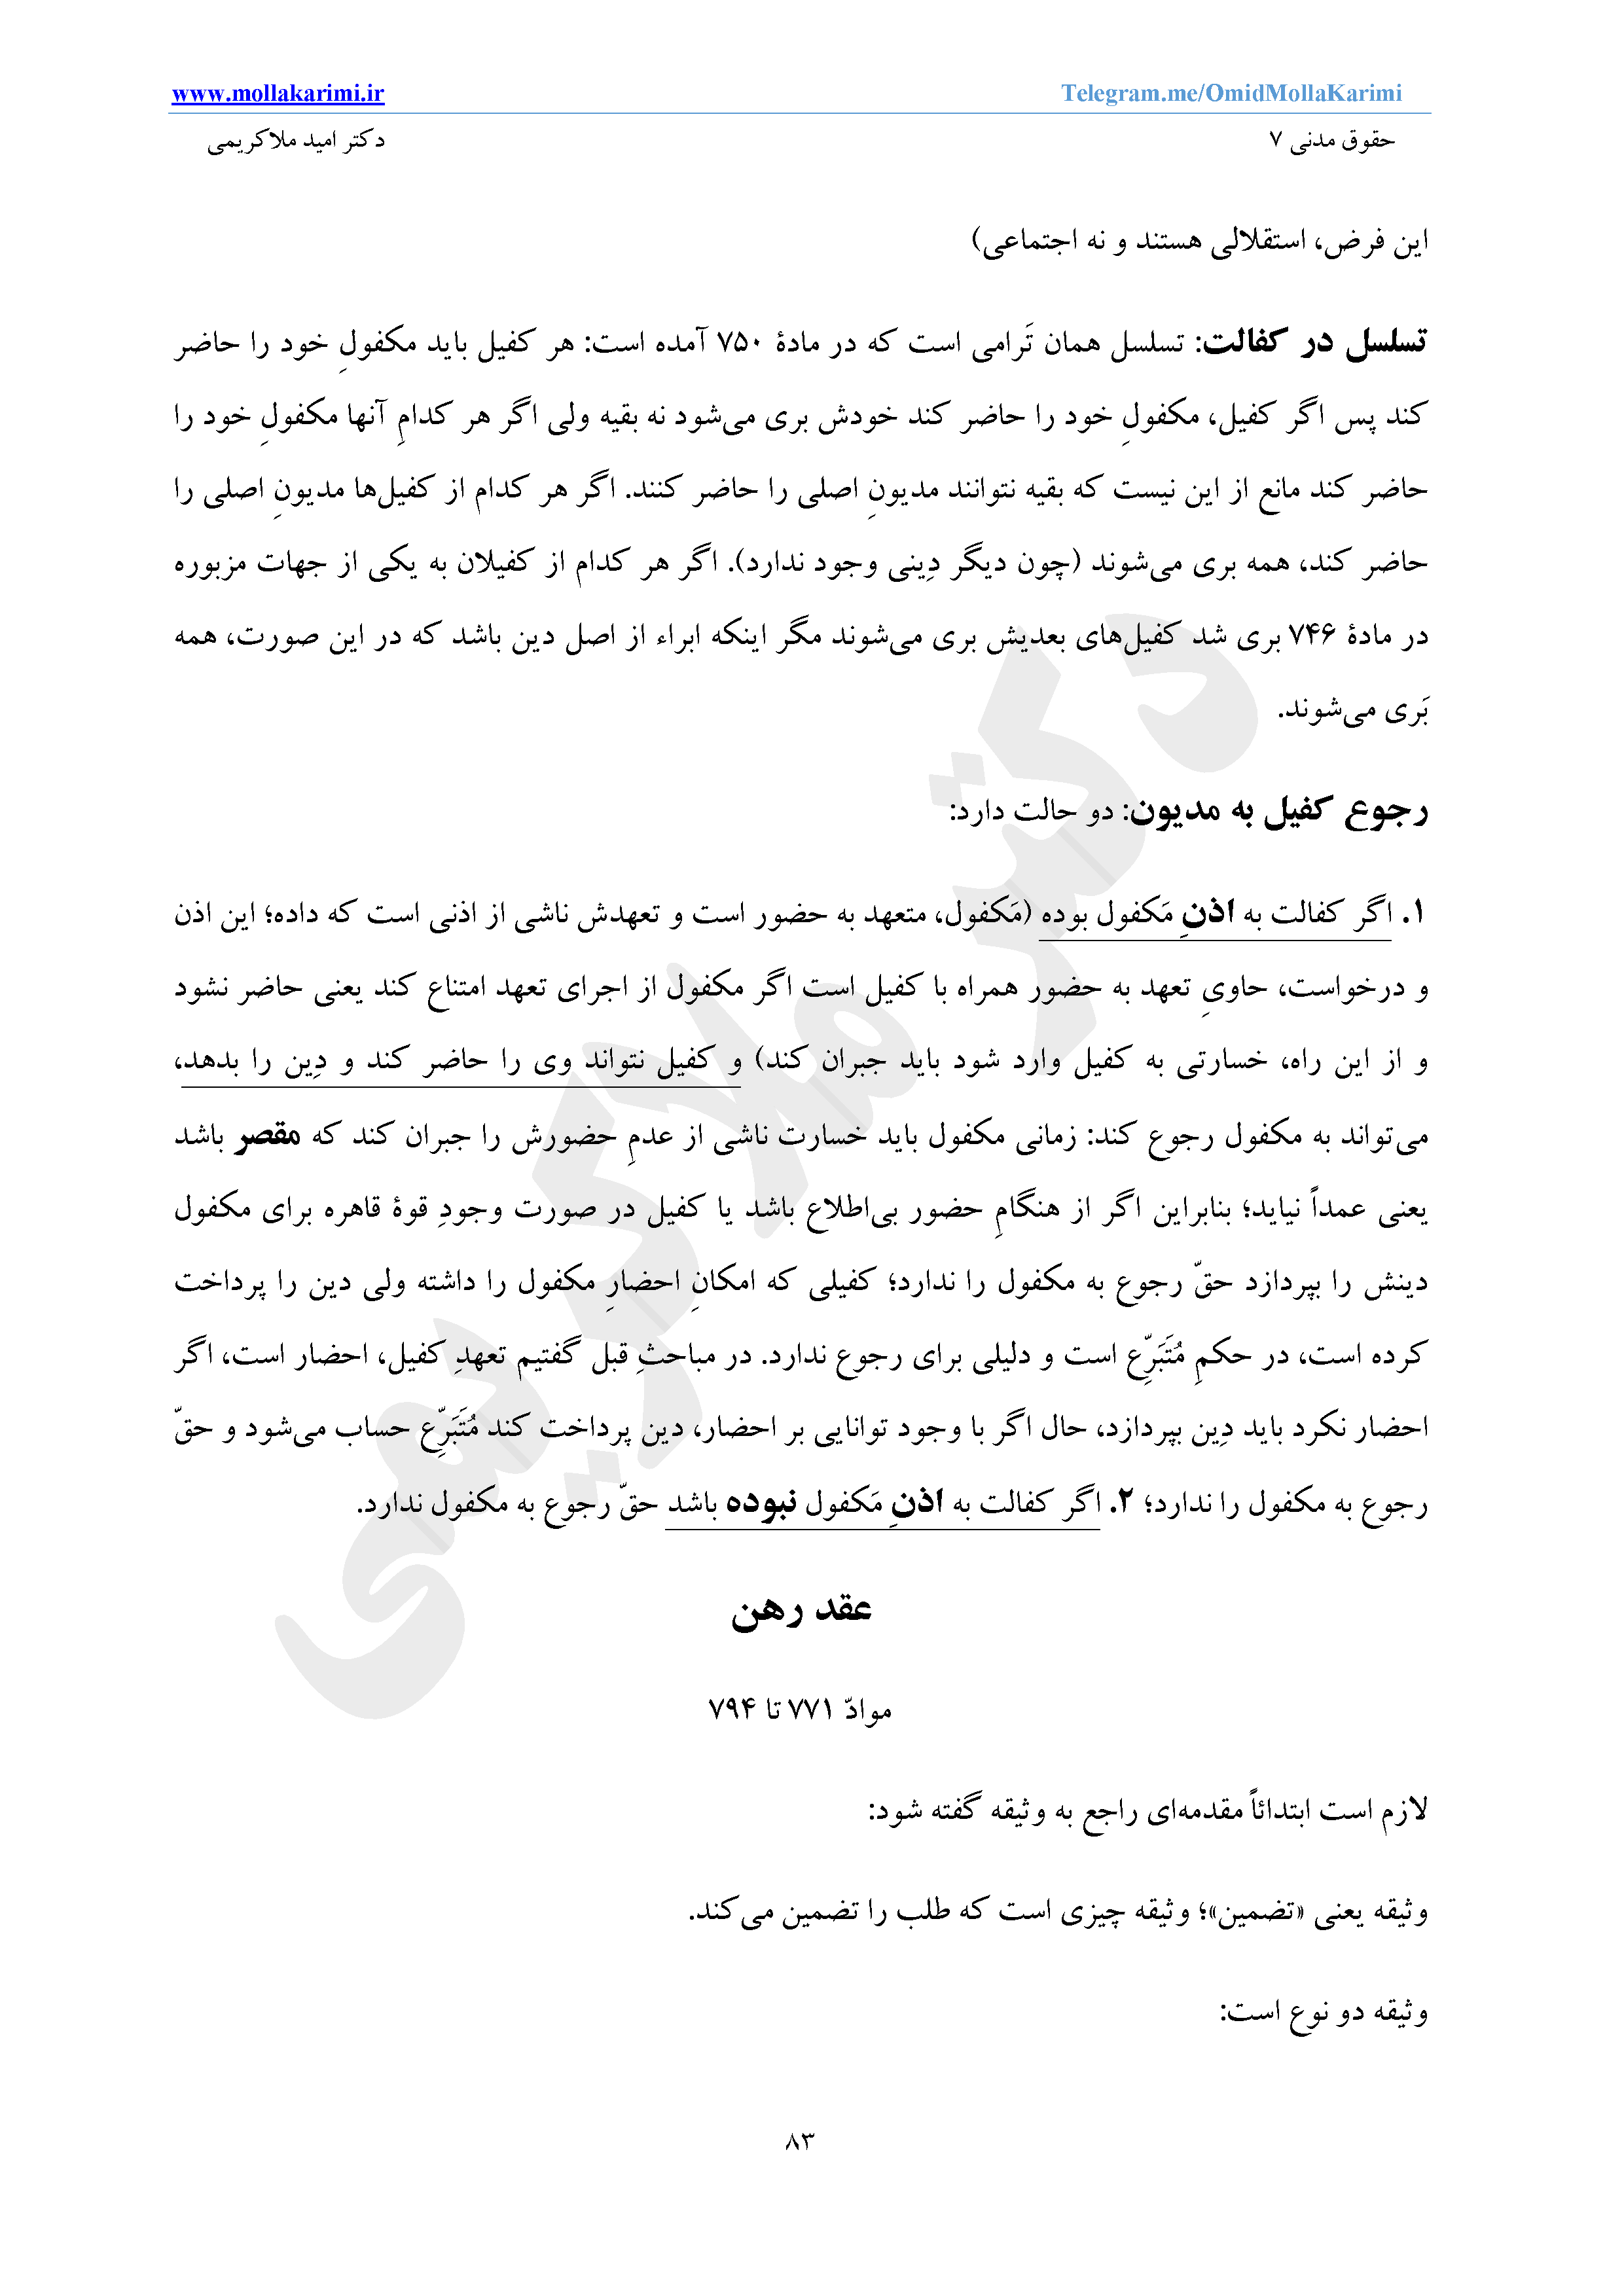 www.mollakarimi.ir Telegram.me/OmidMollaKarimi
حقوق مدنی ۷ دکتر امید ملاکریمی
این فرض، استقلالی هستند و نه اجتماعی)
تسلسل در کفالت: تسلسل همان تَرامی است که در مادهٔ ۷۵۰ آمده است: هر کفیل باید مکفولِ خود را حاضر
کند پس اگر کفیل، مکفولِ خود را حاضر کند خودش بری می‌شود نه بقیه ولی اگر هر کدامِ آنها مکفولِ خود را
حاضر کند مانع از این نیست که بقیه نتوانند مدیونِ اصلی را حاضر کنند. اگر هر کدام از کفیل‌ها مدیونِ اصلی را
حاضر کند، همه بری می‌شوند (چون دیگر دِینی وجود ندارد). اگر هر کدام از کفیلان به یکی از جهات مزبوره
در مادهٔ ۷۴۶ بری شد کفیل‌های بعدیش بری می‌شوند مگر اینکه ابراء از اصل دین باشد که در این صورت، همه
بَری می‌شوند.
رجوع کفیل به مدیون: دو حالت دارد:
۱. اگر کفالت به اذنِ مَکفول بوده (مَکفول، متعهد به حضور است و تعهدش ناشی از اذنی است که داده؛ این اذن
و درخواست، حاویِ تعهد به حضور همراه با کفیل است اگر مکفول از اجرای تعهد امتناع کند یعنی حاضر نشود
و از این راه، خسارتی به کفیل وارد شود باید جبران کند) و کفیل نتواند وی را حاضر کند و دِین را بدهد،
می‌تواند به مکفول رجوع کند: زمانی مکفول باید خسارت ناشی از عدمِ حضورش را جبران کند که مقصر باشد
یعنی عمداً نیاید؛ بنابراین اگر از هنگامِ حضور بی‌اطلاع باشد یا کفیل در صورت وجودِ قوهٔ قاهره برای مکفول
دینش را بپردازد حقّ رجوع به مکفول را ندارد؛ کفیلی که امکانِ احضارِ مکفول را داشته ولی دین را پرداخت
کرده است، در حکمِ مُتَبَرِّع است و دلیلی برای رجوع ندارد. در مباحثِ قبل گفتیم تعهدِ کفیل، احضار است، اگر
احضار نکرد باید دِین بپردازد، حال اگر با وجود توانایی بر احضار، دین پرداخت کند مُتَبَرِّع حساب می‌شود و حقّ
رجوع به مکفول را ندارد؛ ۲. اگر کفالت به اذنِ مَکفول نبوده باشد حقّ رجوع به مکفول ندارد.
عقد رهن
موادّ ۷۷۱ تا ۷۹۴
لازم است ابتدائاً مقدمه‌ای راجع به وثیقه گفته شود:
وثیقه یعنی «تضمین»؛ وثیقه چیزی است که طلب را تضمین می‌کند.
وثیقه دو نوع است:
۸۳
دکتر ملاکریمی